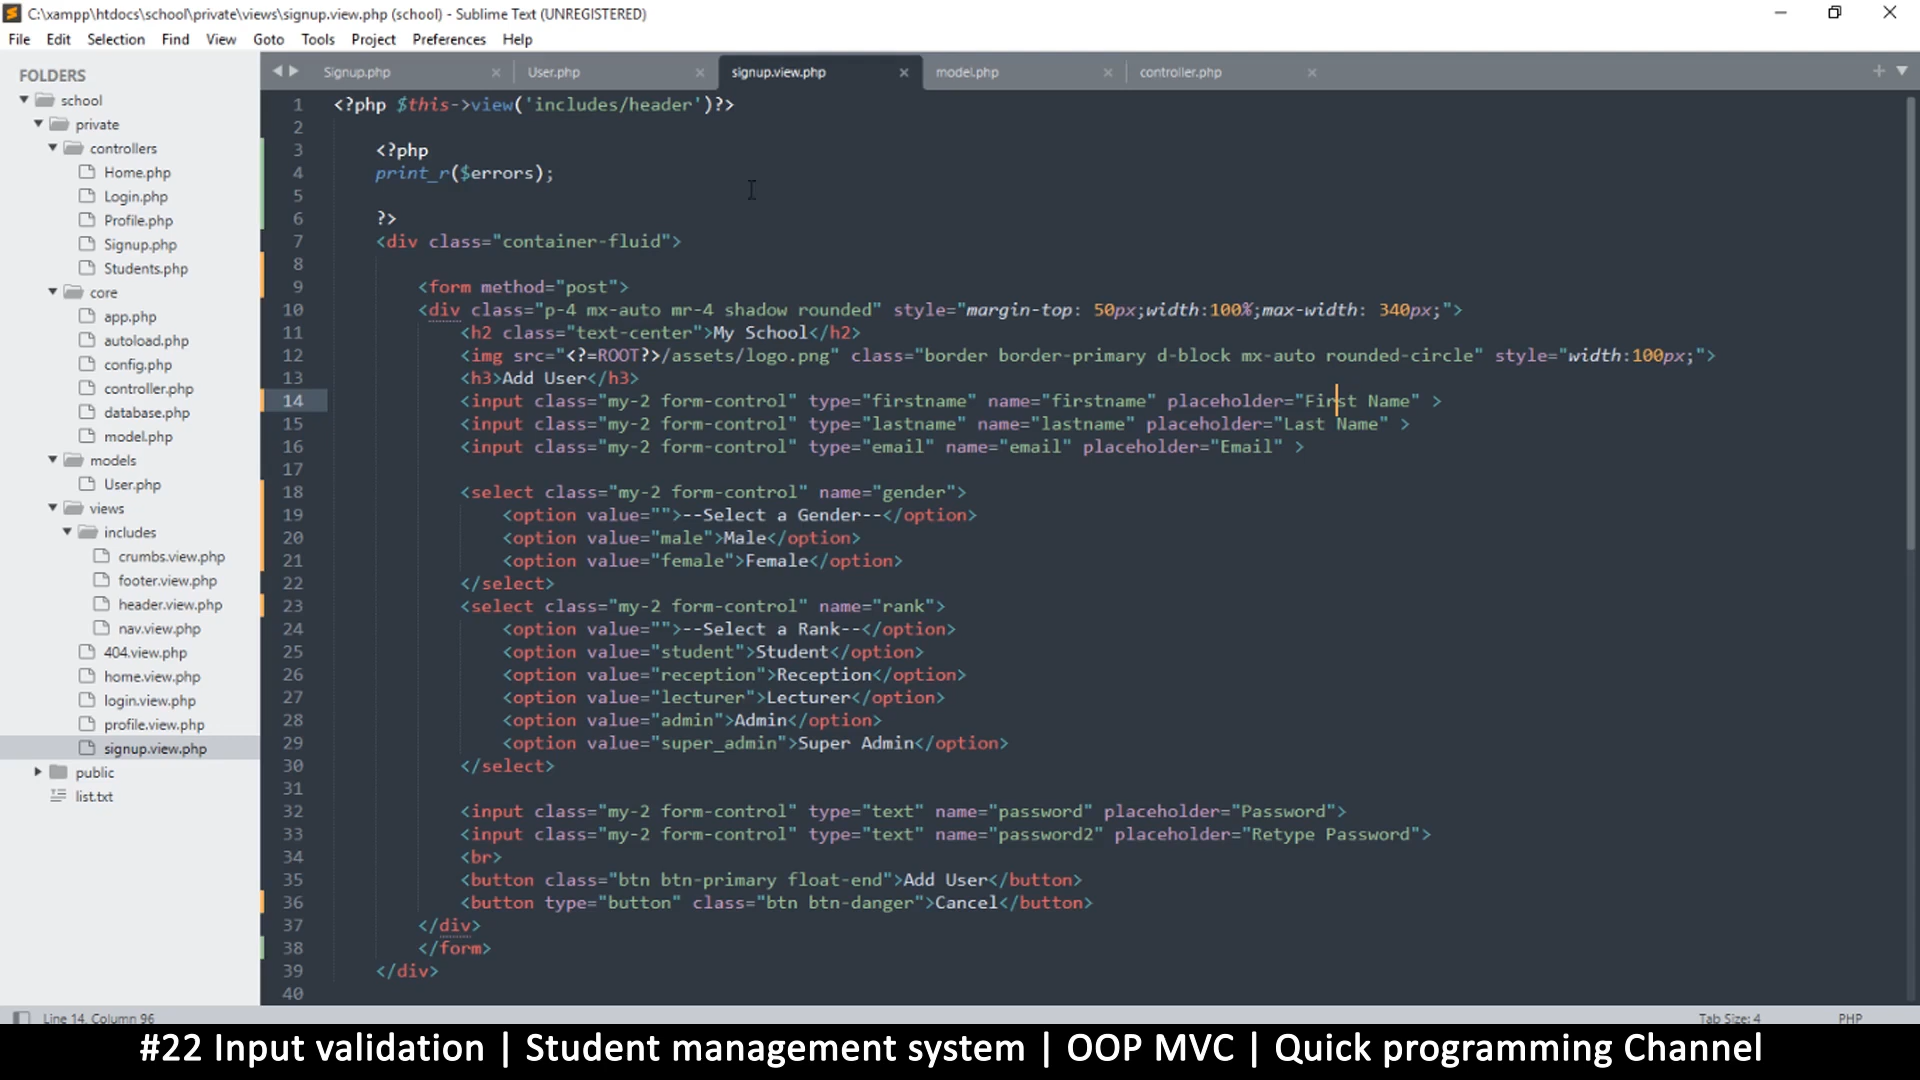 C:\xampp\htdocs\school\private\views\signup.view.php (school) - Sublime Text (UNREGISTERED)
File Edit Selection Find View Goto Tools Project Preferences Help
FOLDERS
school
private
controllers
Home.php
Login.php
Profile.php
Signup.php
Students.php
core
app.php
autoload.php
config.php
controller.php
database.php
model.php
models
User.php
views
includes
crumbs.view.php
footer.view.php
header.view.php
nav.view.php
404.view.php
home.view.php
login.view.php
profile.view.php
signup.view.php
public
list.txt
Signup.php User.php signup.view.php model.php controller.php
1 <?php $this->view('includes/header')?>
2
3 <?php
4 print_r($errors);
5
6 ?>
7 <div class="container-fluid">
8
9 <form method="post">
10 <div class="p-4 mx-auto mr-4 shadow rounded" style="margin-top: 50px;width:100%;max-width: 340px;">
11 <h2 class="text-center">My School</h2>
12 <img src="<?=ROOT?>/assets/logo.png" class="border border-primary d-block mx-auto rounded-circle" style="width:100px;">
13 <h3>Add User</h3>
14 <input class="my-2 form-control" type="firstname" name="firstname" placeholder="First Name" >
15 <input class="my-2 form-control" type="lastname" name="lastname" placeholder="Last Name" >
16 <input class="my-2 form-control" type="email" name="email" placeholder="Email" >
17
18 <select class="my-2 form-control" name="gender">
19 <option value="">--Select a Gender--</option>
20 <option value="male">Male</option>
21 <option value="female">Female</option>
22 </select>
23 <select class="my-2 form-control" name="rank">
24 <option value="">--Select a Rank--</option>
25 <option value="student">Student</option>
26 <option value="reception">Reception</option>
27 <option value="lecturer">Lecturer</option>
28 <option value="admin">Admin</option>
29 <option value="super_admin">Super Admin</option>
30 </select>
31
32 <input class="my-2 form-control" type="text" name="password" placeholder="Password">
33 <input class="my-2 form-control" type="text" name="password2" placeholder="Retype Password">
34 <br>
35 <button class="btn btn-primary float-end">Add User</button>
36 <button type="button" class="btn btn-danger">Cancel</button>
37 </div>
38 </form>
39 </div>
40
Line 14, Column 96 Tab Size: 4 PHP
#22 Input validation | Student management system | OOP MVC | Quick programming Channel